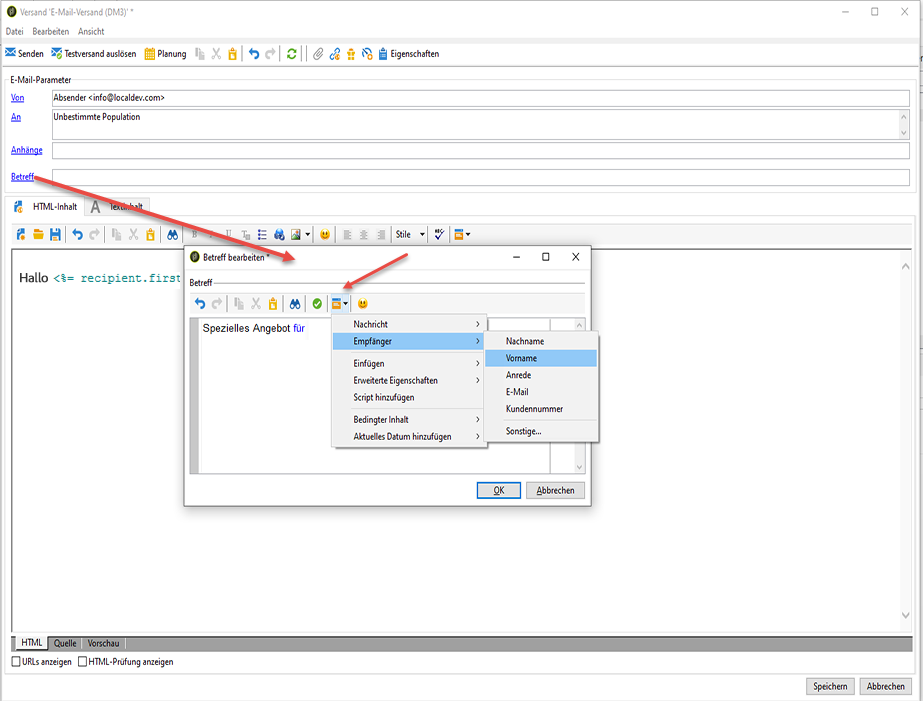 Versand 'E-Mail-Versand (DM3)' *
Datei Bearbeiten Ansicht
Senden Testversand auslösen Planung Eigenschaften
E-Mail-Parameter
Von Absender <info@localdev.com>
An Unbestimmte Population
Anhänge
Betreff
HTML-Inhalt A Textinhalt
Stile
Hallo <%= recipient.first
Betreff bearbeiten *
Betreff
Spezielles Angebot für
Nachricht
Empfänger
Einfügen
Erweiterte Eigenschaften
Script hinzufügen
Bedingter Inhalt
Aktuelles Datum hinzufügen
Nachname
Vorname
Anrede
E-Mail
Kundennummer
Sonstige...
OK Abbrechen
HTML Quelle Vorschau
URLs anzeigen HTML-Prüfung anzeigen
Speichern Abbrechen